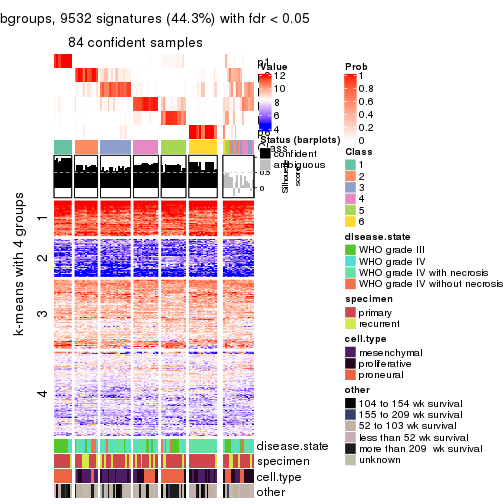 bgroups, 9532 signatures (44.3%) with fdr < 0.05
84 confident samples
Value
12
10
8
6
4
Prob
1
0.8
0.6
0.4
0.2
0
Status (barplots)
confident
ambiguous
0.5
0
Silhouette
score
Class
1
2
3
4
5
6
disease.state
WHO grade III
WHO grade IV
WHO grade IV with necrosis
WHO grade IV without necrosis
specimen
primary
recurrent
cell.type
mesenchymal
proliferative
proneural
other
104 to 154 wk survival
155 to 209 wk survival
52 to 103 wk survival
less than 52 wk survival
more than 209 wk survival
unknown
k-means with 4 groups
1
2
3
4
disease.state
specimen
cell.type
other